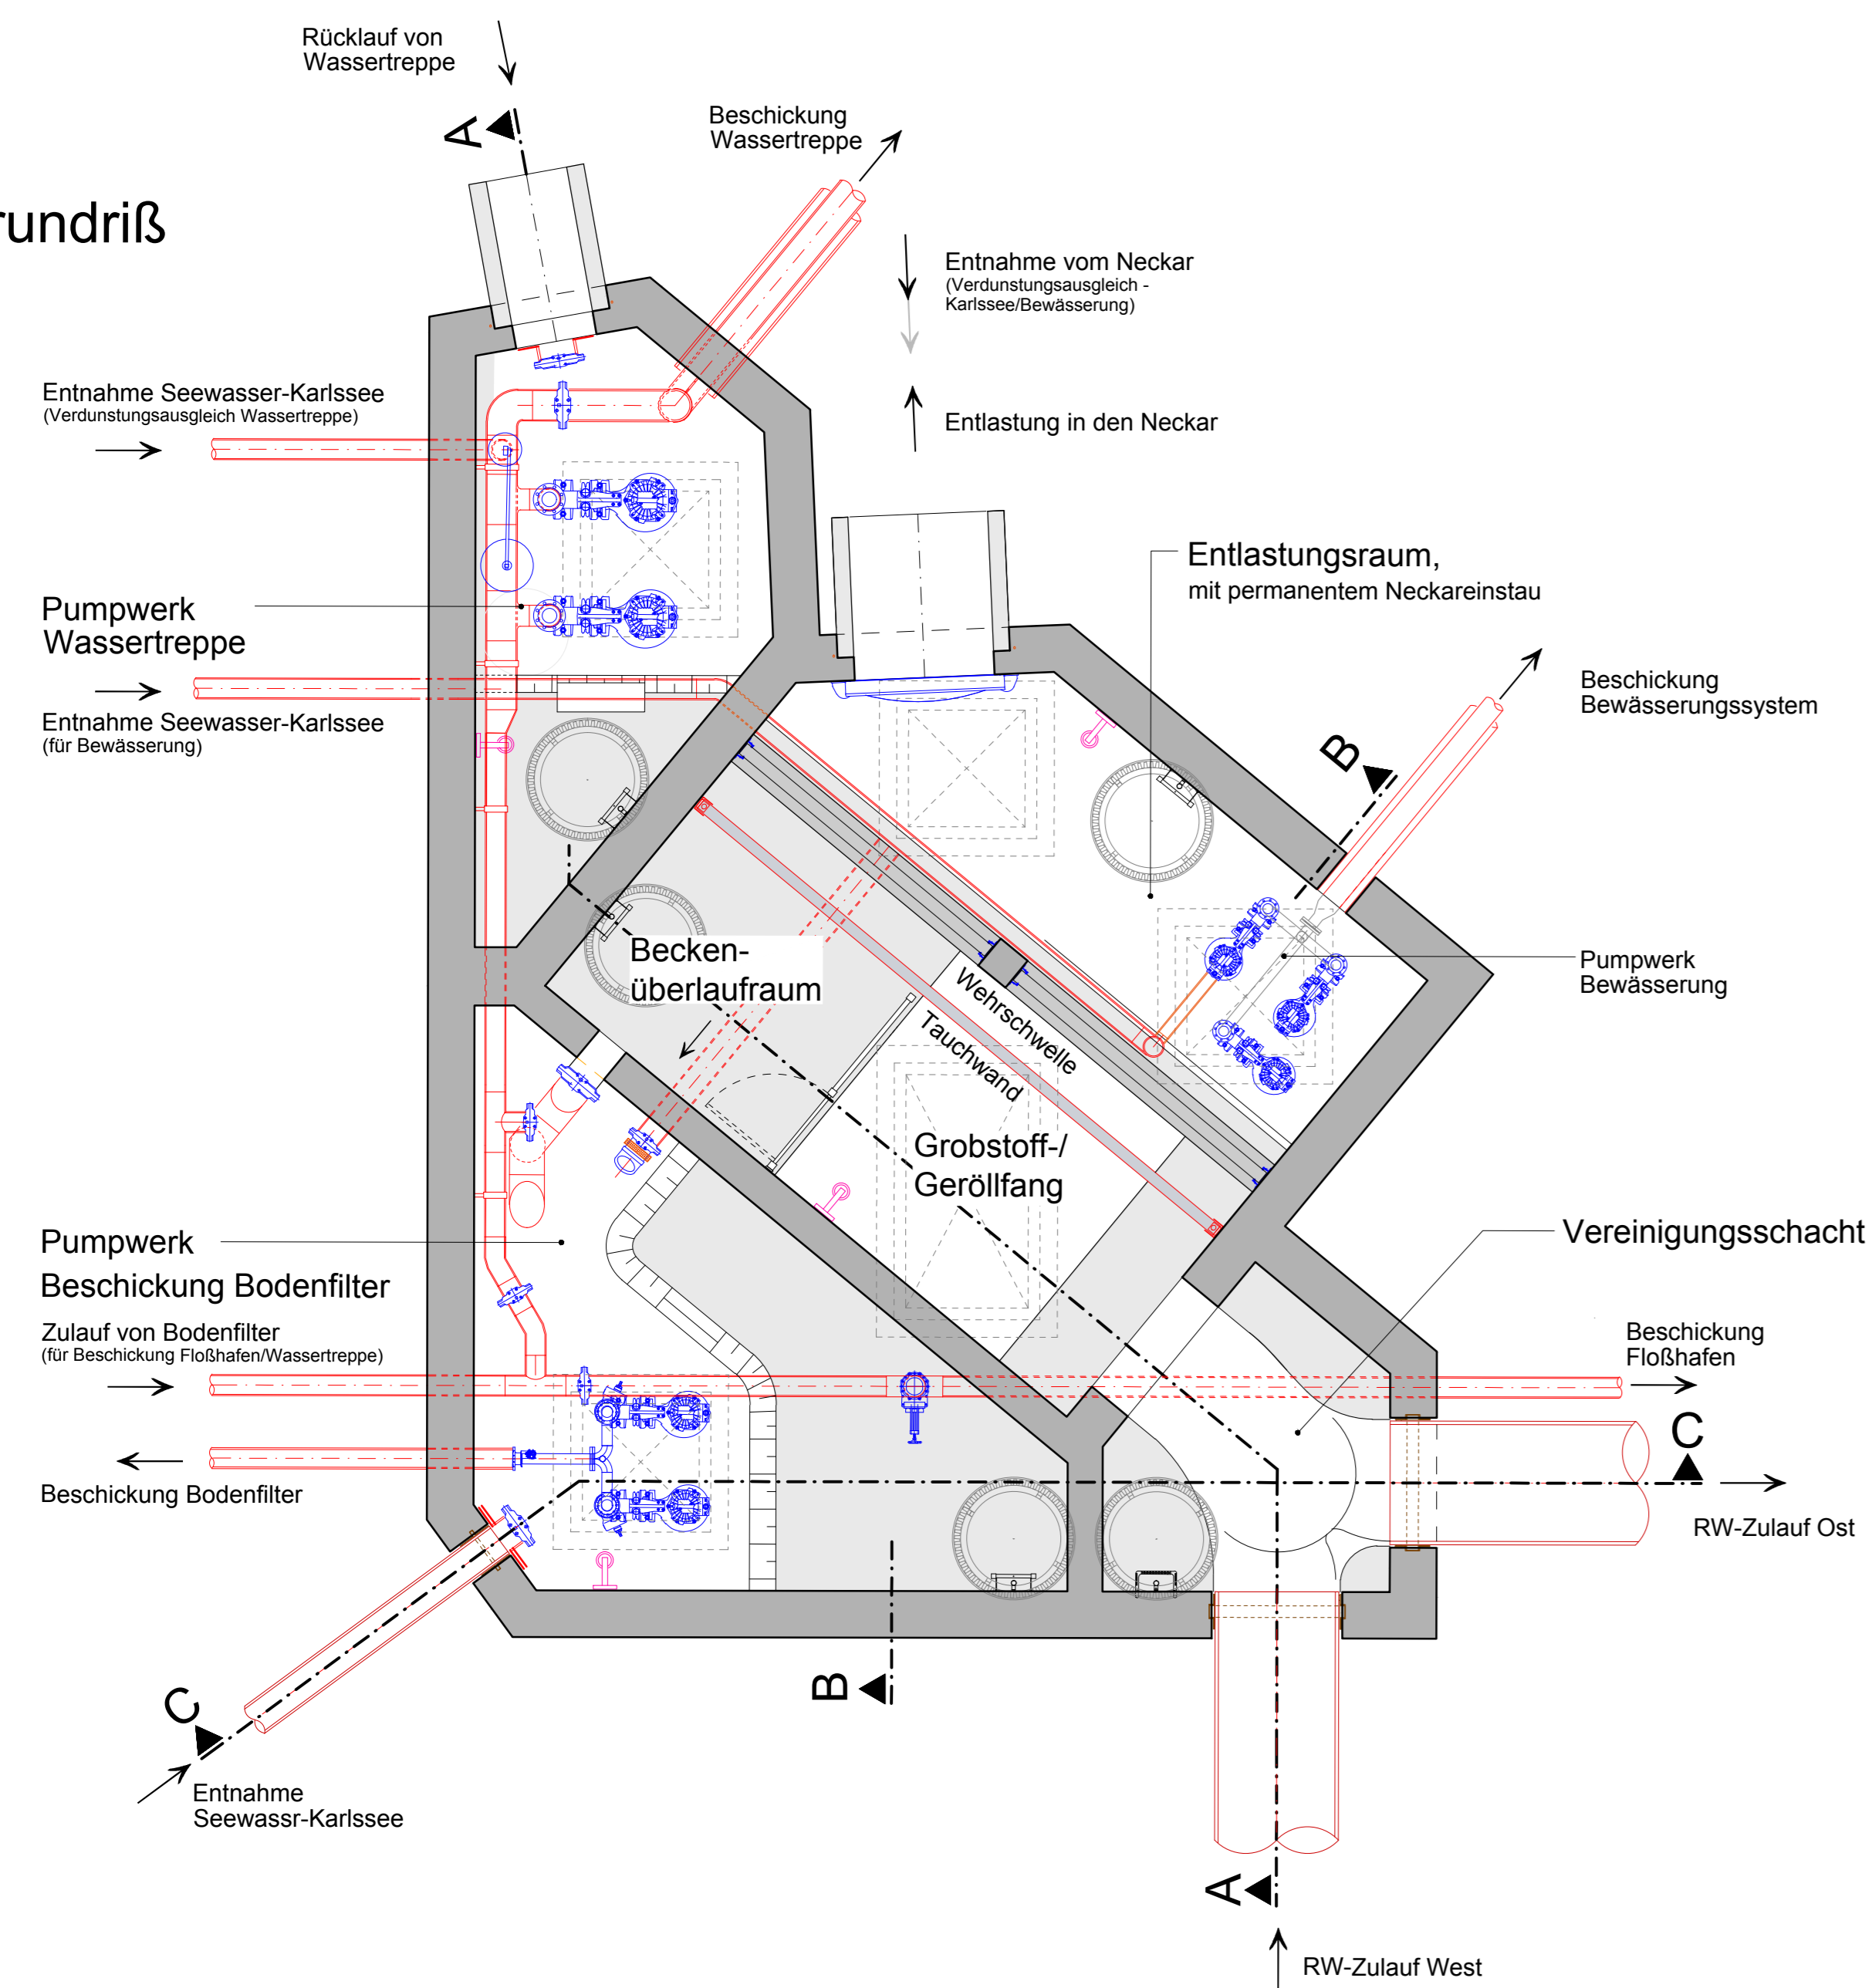 Rücklauf von
Wassertreppe
A
Beschickung
Wassertreppe
rundriß
Entnahme vom Neckar
(Verdunstungsausgleich -
Karlssee/Bewässerung)
Entnahme Seewasser-Karlssee
(Verdunstungsausgleich Wassertreppe)
Entlastung in den Neckar
Entlastungsraum,
mit permanentem Neckareinstau
Pumpwerk
Wassertreppe
Entnahme Seewasser-Karlssee
(für Bewässerung)
Beschickung
Bewässerungssystem
B
Becken-
überlaufraum
Wehrschwelle
Tauchwand
Pumpwerk
Bewässerung
Grobstoff-/
Geröllfang
Vereinigungsschacht
Pumpwerk
Beschickung Bodenfilter
Zulauf von Bodenfilter
(für Beschickung Floßhafen/Wassertreppe)
Beschickung
Floßhafen
C
Beschickung Bodenfilter
RW-Zulauf Ost
B
C
Entnahme
Seewassr-Karlssee
A
RW-Zulauf West